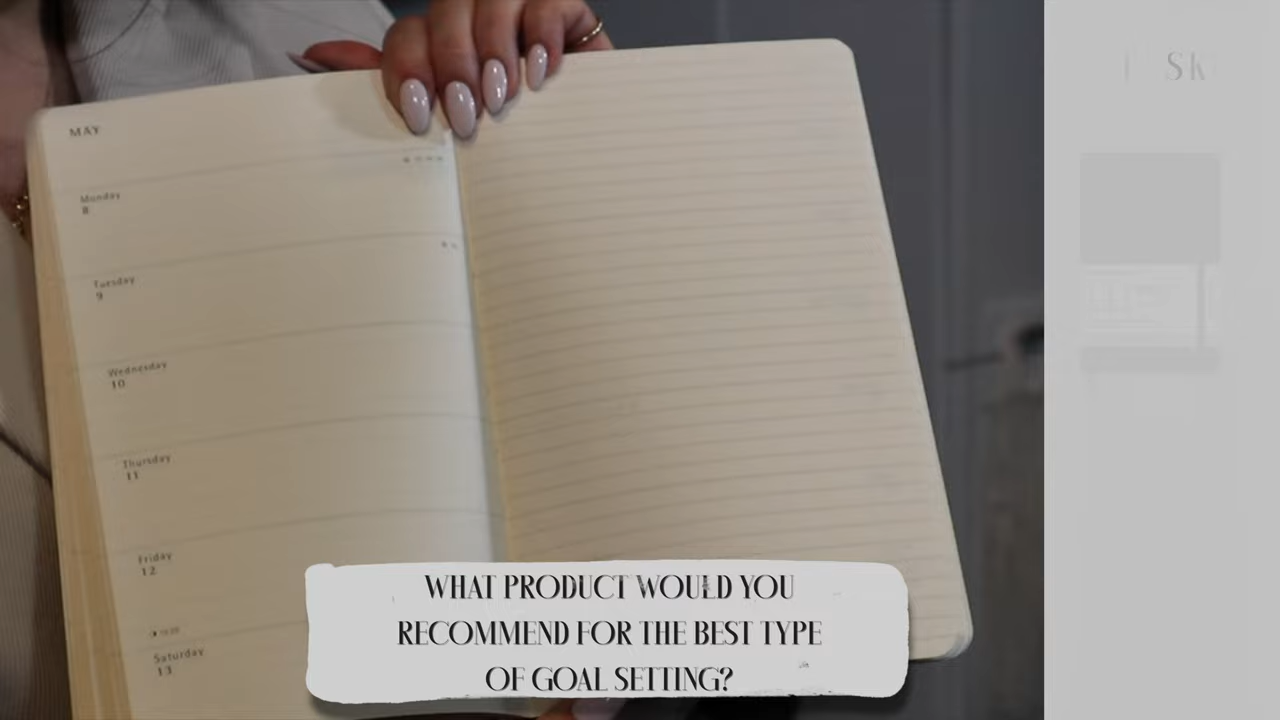 MAY
Monday
8
Tuesday
9
Wednesday
10
Thursday
11
Friday
12
Saturday
13
WHAT PRODUCT WOULD YOU
RECOMMEND FOR THE BEST TYPE
OF GOAL SETTING?